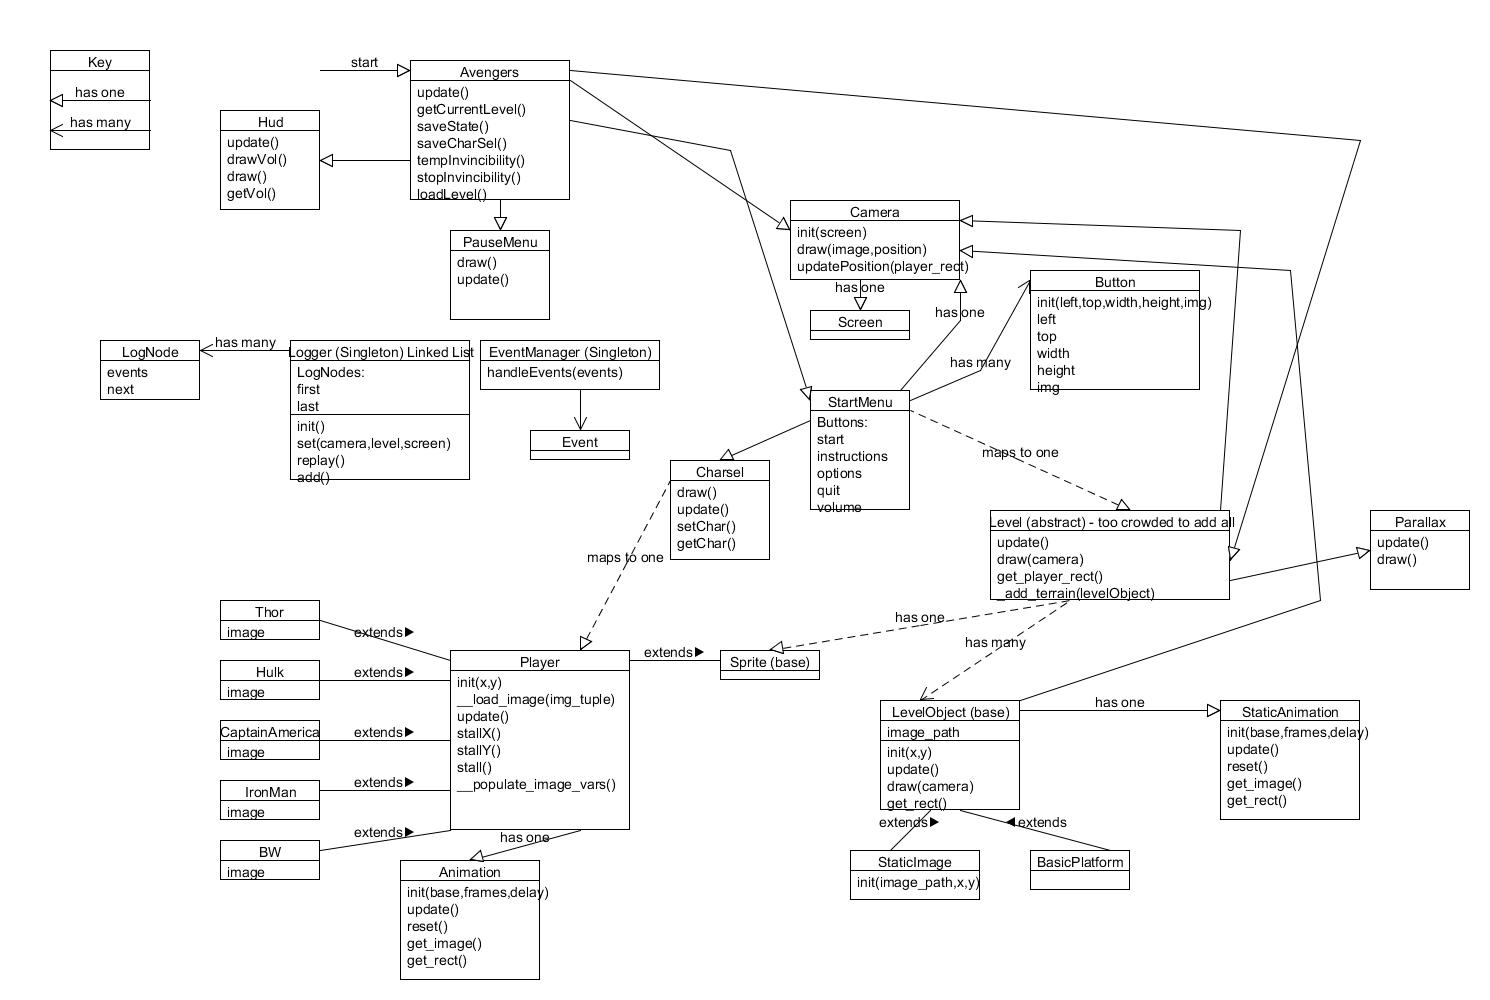 Key
has one
has many
start
Avengers
update()
getCurrentLevel()
saveState()
saveCharSel()
tempInvincibility()
stopInvincibility()
loadLevel()
Hud
update()
drawVol()
draw()
getVol()
PauseMenu
draw()
update()
Camera
init(screen)
draw(image,position)
updatePosition(player_rect)
has one
Screen
has one
has many
Button
init(left,top,width,height,img)
left
top
width
height
img
LogNode
events
next
has many
Logger (Singleton) Linked List
LogNodes:
first
last
init()
set(camera,level,screen)
replay()
add()
EventManager (Singleton)
handleEvents(events)
Event
StartMenu
Buttons:
start
instructions
options
quit
volume
maps to one
Charsel
draw()
update()
setChar()
getChar()
maps to one
Level (abstract) - too crowded to add all
update()
draw(camera)
get_player_rect()
_add_terrain(levelObject)
Parallax
update()
draw()
has one
has many
Thor
image
extends
Hulk
image
extends
CaptainAmerica
image
extends
IronMan
image
extends
BW
image
extends
Player
init(x,y)
__load_image(img_tuple)
update()
stallX()
stallY()
stall()
__populate_image_vars()
extends
Sprite (base)
has one
Animation
init(base,frames,delay)
update()
reset()
get_image()
get_rect()
LevelObject (base)
image_path
init(x,y)
update()
draw(camera)
get_rect()
has one
StaticAnimation
init(base,frames,delay)
update()
reset()
get_image()
get_rect()
extends
extends
StaticImage
init(image_path,x,y)
BasicPlatform